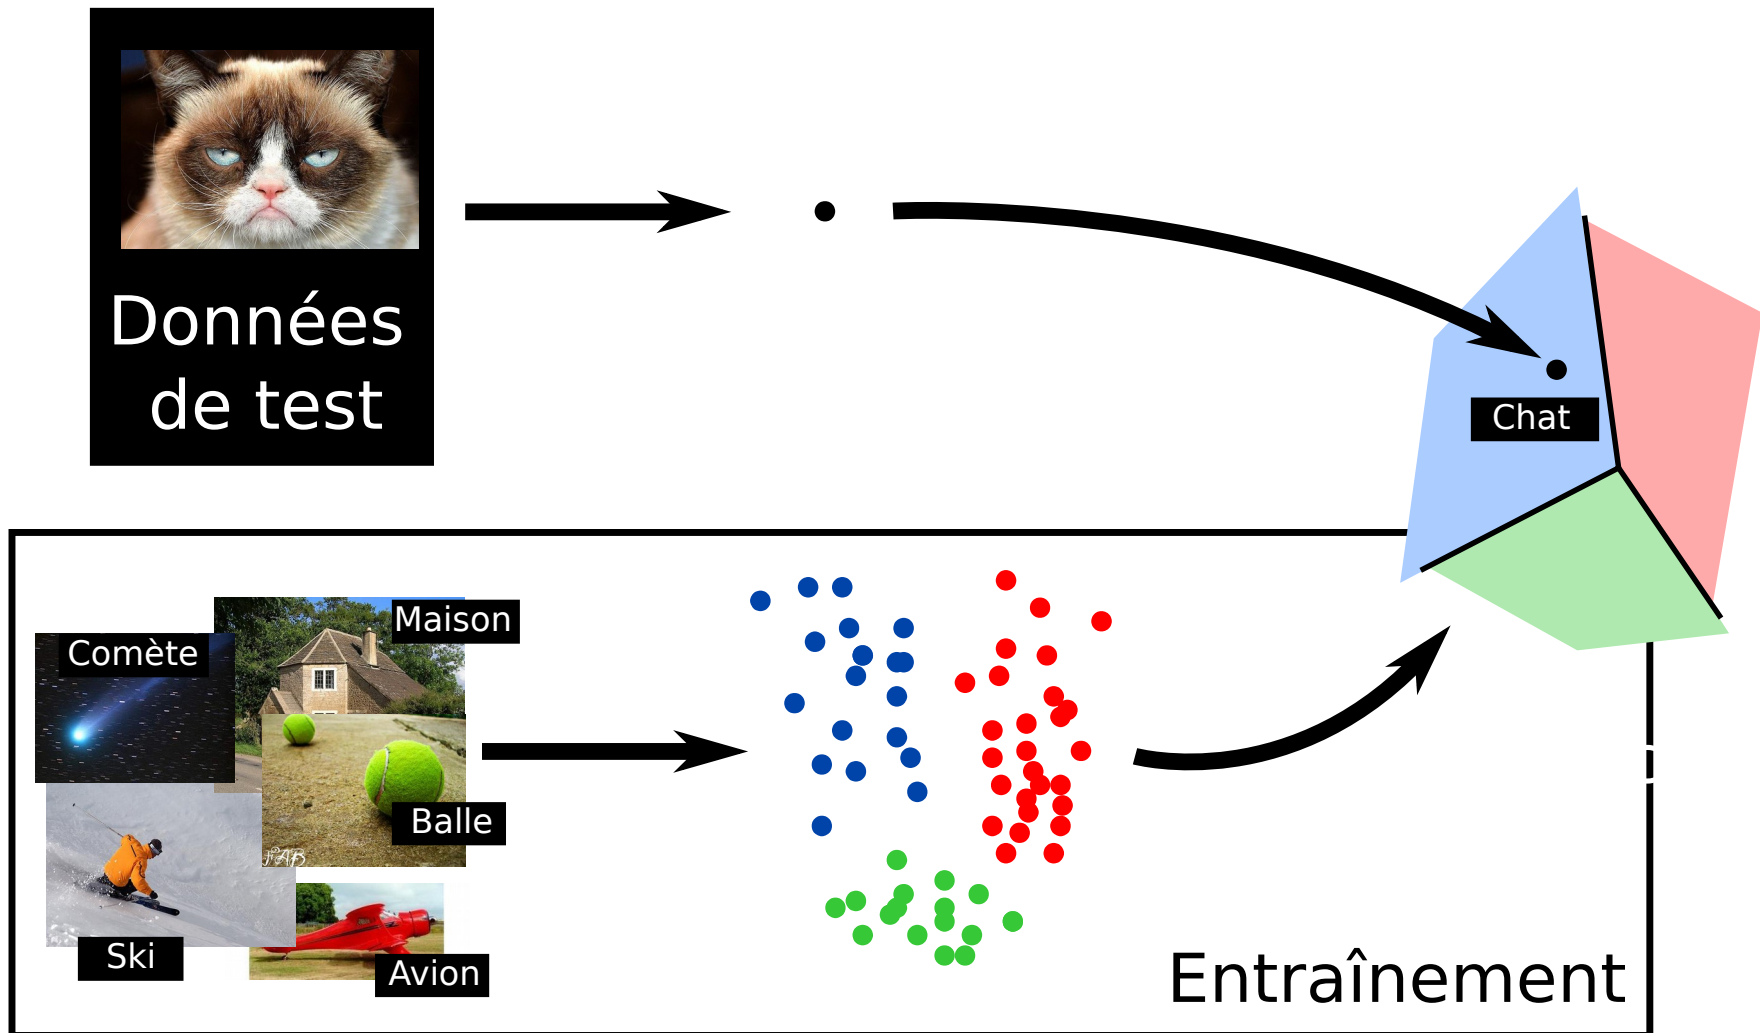 Données
de test
Chat
Maison
Comète
Balle
Ski
Avion
Entraînement